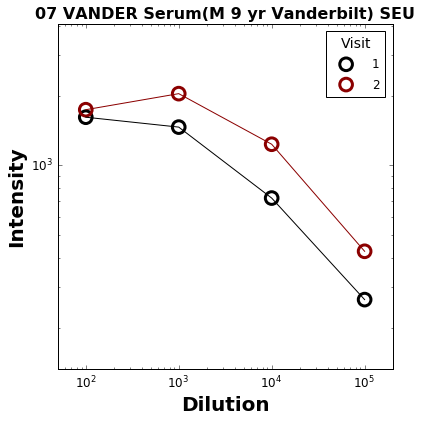 07 VANDER Serum(M 9 yr Vanderbilt) SEU
Visit
1
2
Intensity
10³
10² 10³ 10⁴ 10⁵
Dilution